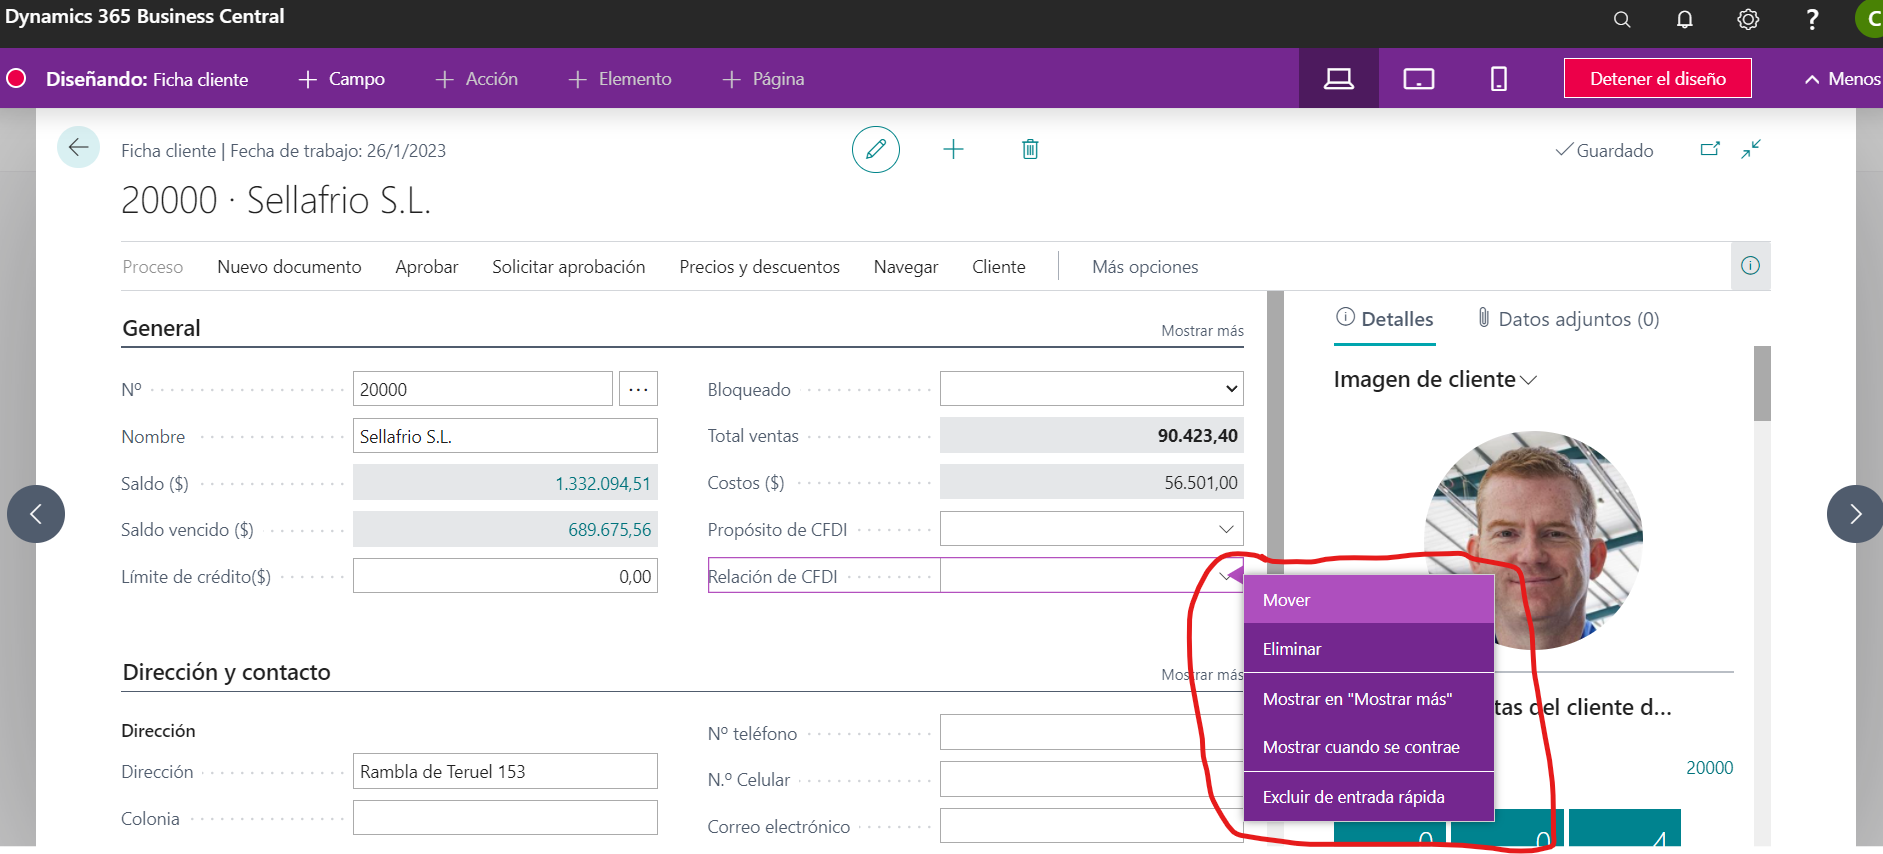 Dynamics 365 Business Central
?
C
Diseñando: Ficha cliente
Campo
Acción
Elemento
Página
Detener el diseño
Menos
Ficha cliente | Fecha de trabajo: 26/1/2023
Guardado
20000 · Sellafrio S.L.
Proceso
Nuevo documento
Aprobar
Solicitar aprobación
Precios y descuentos
Navegar
Cliente
Más opciones
General
Mostrar más
Nº
20000
...
Nombre
Sellafrio S.L.
Saldo ($)
1.332.094,51
Saldo vencido ($)
689.675,56
Límite de crédito($)
0,00
Bloqueado
Total ventas
90.423,40
Costos ($)
56.501,00
Propósito de CFDI
Relación de CFDI
Mover
Eliminar
Mostrar en "Mostrar más"
Mostrar cuando se contrae
Excluir de entrada rápida
Dirección y contacto
Mostrar más
Dirección
Dirección
Rambla de Teruel 153
Colonia
Nº teléfono
N.º Celular
Correo electrónico
Detalles
Datos adjuntos (0)
Imagen de cliente
del cliente d...
20000
0
0
4